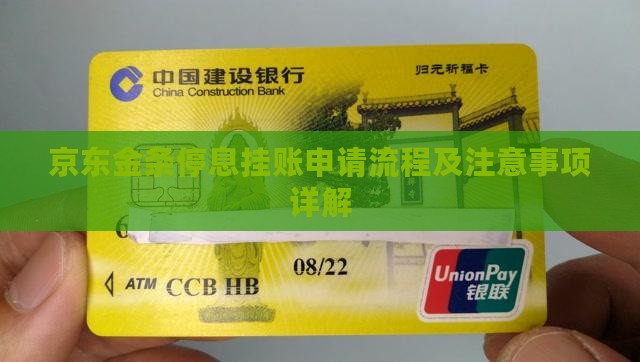 中国建设银行
China Construction Bank
归元祈福卡
京东金条停息挂账申请流程及注意事项
详解
6
08/22
ATM CCB HB
UnionPay
银联